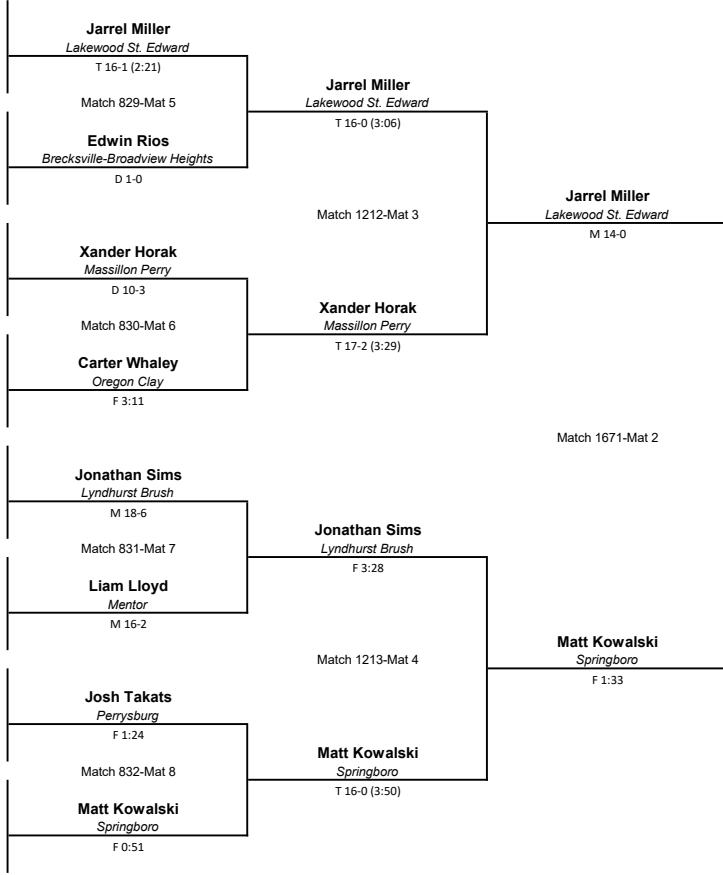 Jarrel Miller
Lakewood St. Edward
T 16-1 (2:21)
Match 829-Mat 5
Edwin Rios
Brecksville-Broadview Heights
D 1-0
Xander Horak
Massillon Perry
D 10-3
Match 830-Mat 6
Carter Whaley
Oregon Clay
F 3:11
Jonathan Sims
Lyndhurst Brush
M 18-6
Match 831-Mat 7
Liam Lloyd
Mentor
M 16-2
Josh Takats
Perrysburg
F 1:24
Match 832-Mat 8
Matt Kowalski
Springboro
F 0:51
Jarrel Miller
Lakewood St. Edward
T 16-0 (3:06)
Match 1212-Mat 3
Xander Horak
Massillon Perry
T 17-2 (3:29)
Jonathan Sims
Lyndhurst Brush
F 3:28
Match 1213-Mat 4
Matt Kowalski
Springboro
T 16-0 (3:50)
Jarrel Miller
Lakewood St. Edward
M 14-0
Match 1671-Mat 2
Matt Kowalski
Springboro
F 1:33